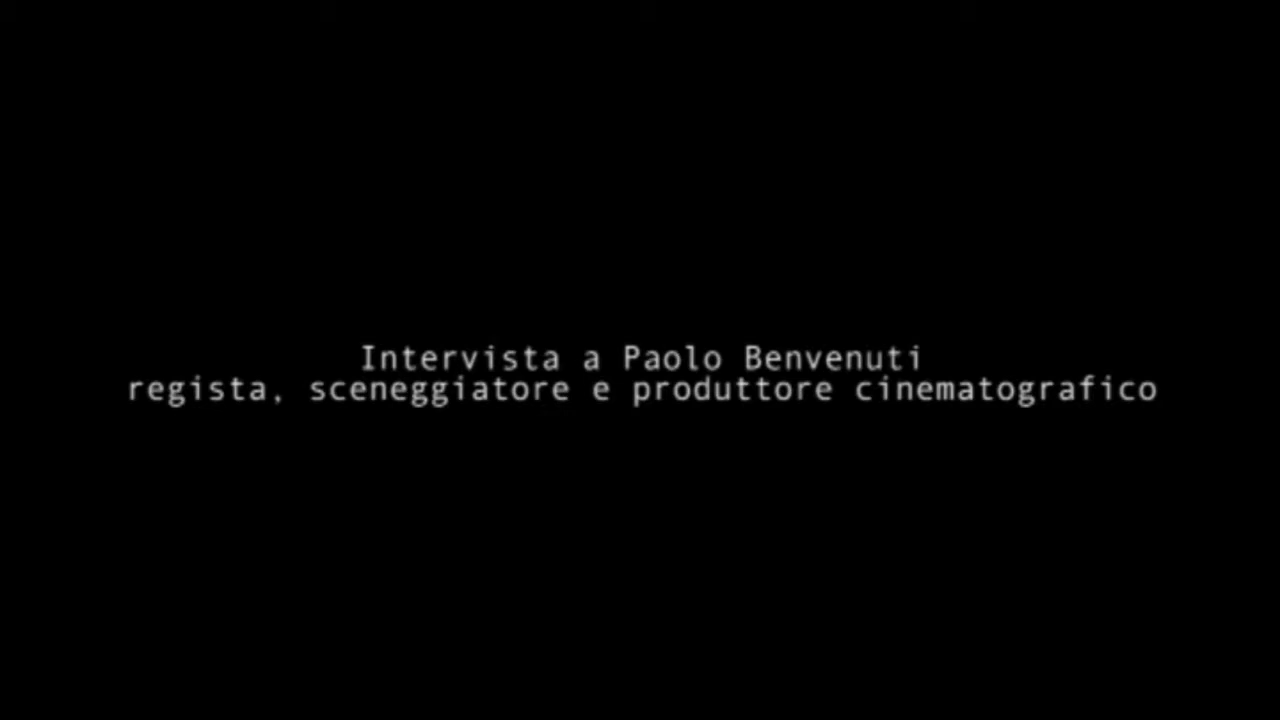 Intervista a Paolo Benvenuti
regista, sceneggiatore e produttore cinematografico